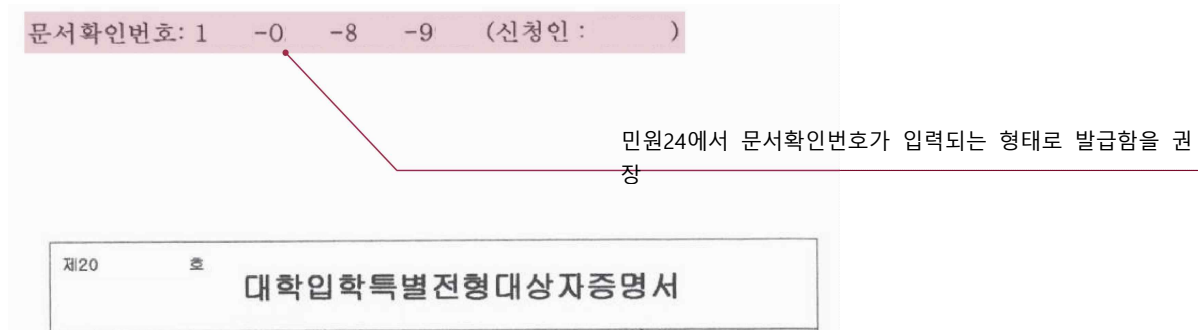 문서확인번호: 1 -0 -8 -9 (신청인 : )
민원24에서 문서확인번호가 입력되는 형태로 발급함을 권
장
제20 호
대학입학특별전형대상자증명서